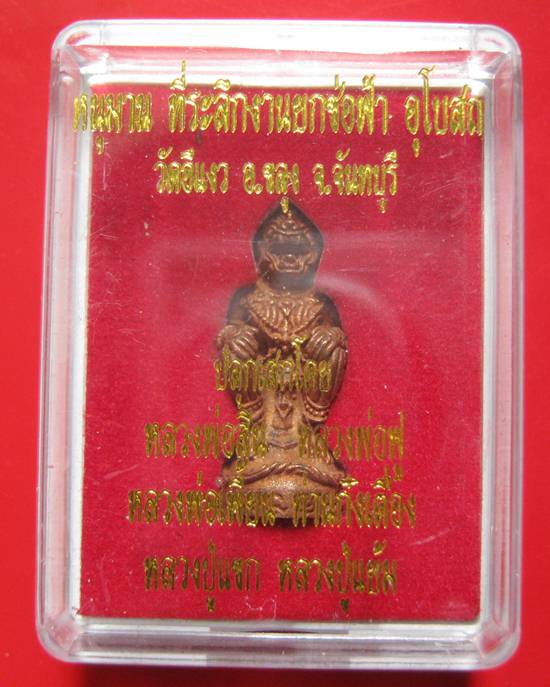 หนุมาน ที่ระลึกงานยกช่อฟ้า อุโบสถ
วัดอีแงว อ.ขลุง จ.จันทบุรี
ปลุกเสกโดย
หลวงพ่อสิน หลวงพ่อฟู
หลวงพ่อเพี้ยน ท่านก๋งเตื่อง
หลวงปู่แขก หลวงปู่แย้ม